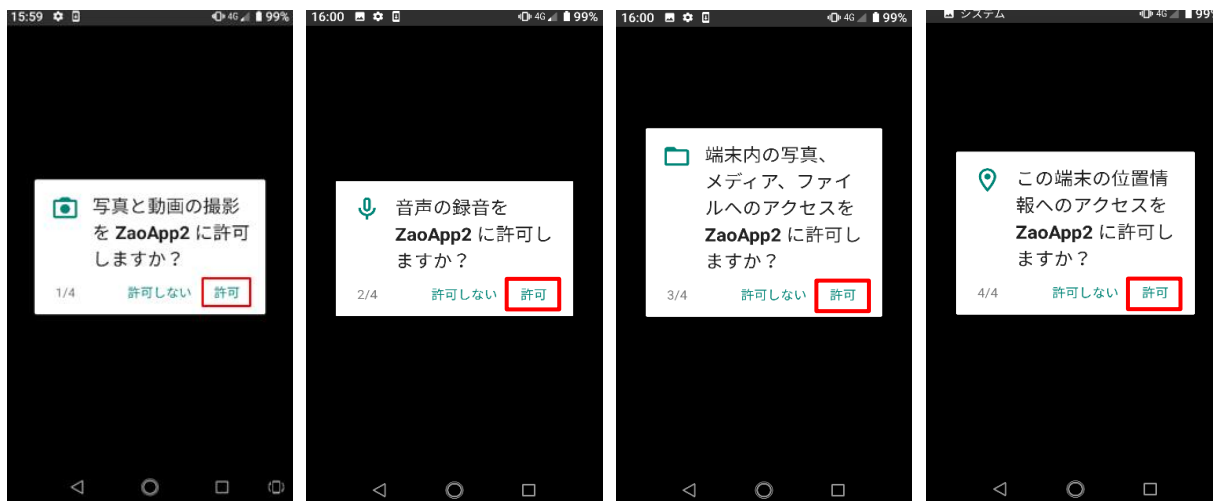 15:59 4G 99%
写真と動画の撮影
を ZaoApp2 に許可
しますか？
1/4 許可しない 許可
16:00 4G 99%
音声の録音を
ZaoApp2 に許可し
ますか？
2/4 許可しない 許可
16:00 4G 99%
端末内の写真、
メディア、ファイ
ルへのアクセスを
ZaoApp2 に許可し
ますか？
3/4 許可しない 許可
システム 4G 99%
この端末の位置情
報へのアクセスを
ZaoApp2 に許可し
ますか？
4/4 許可しない 許可